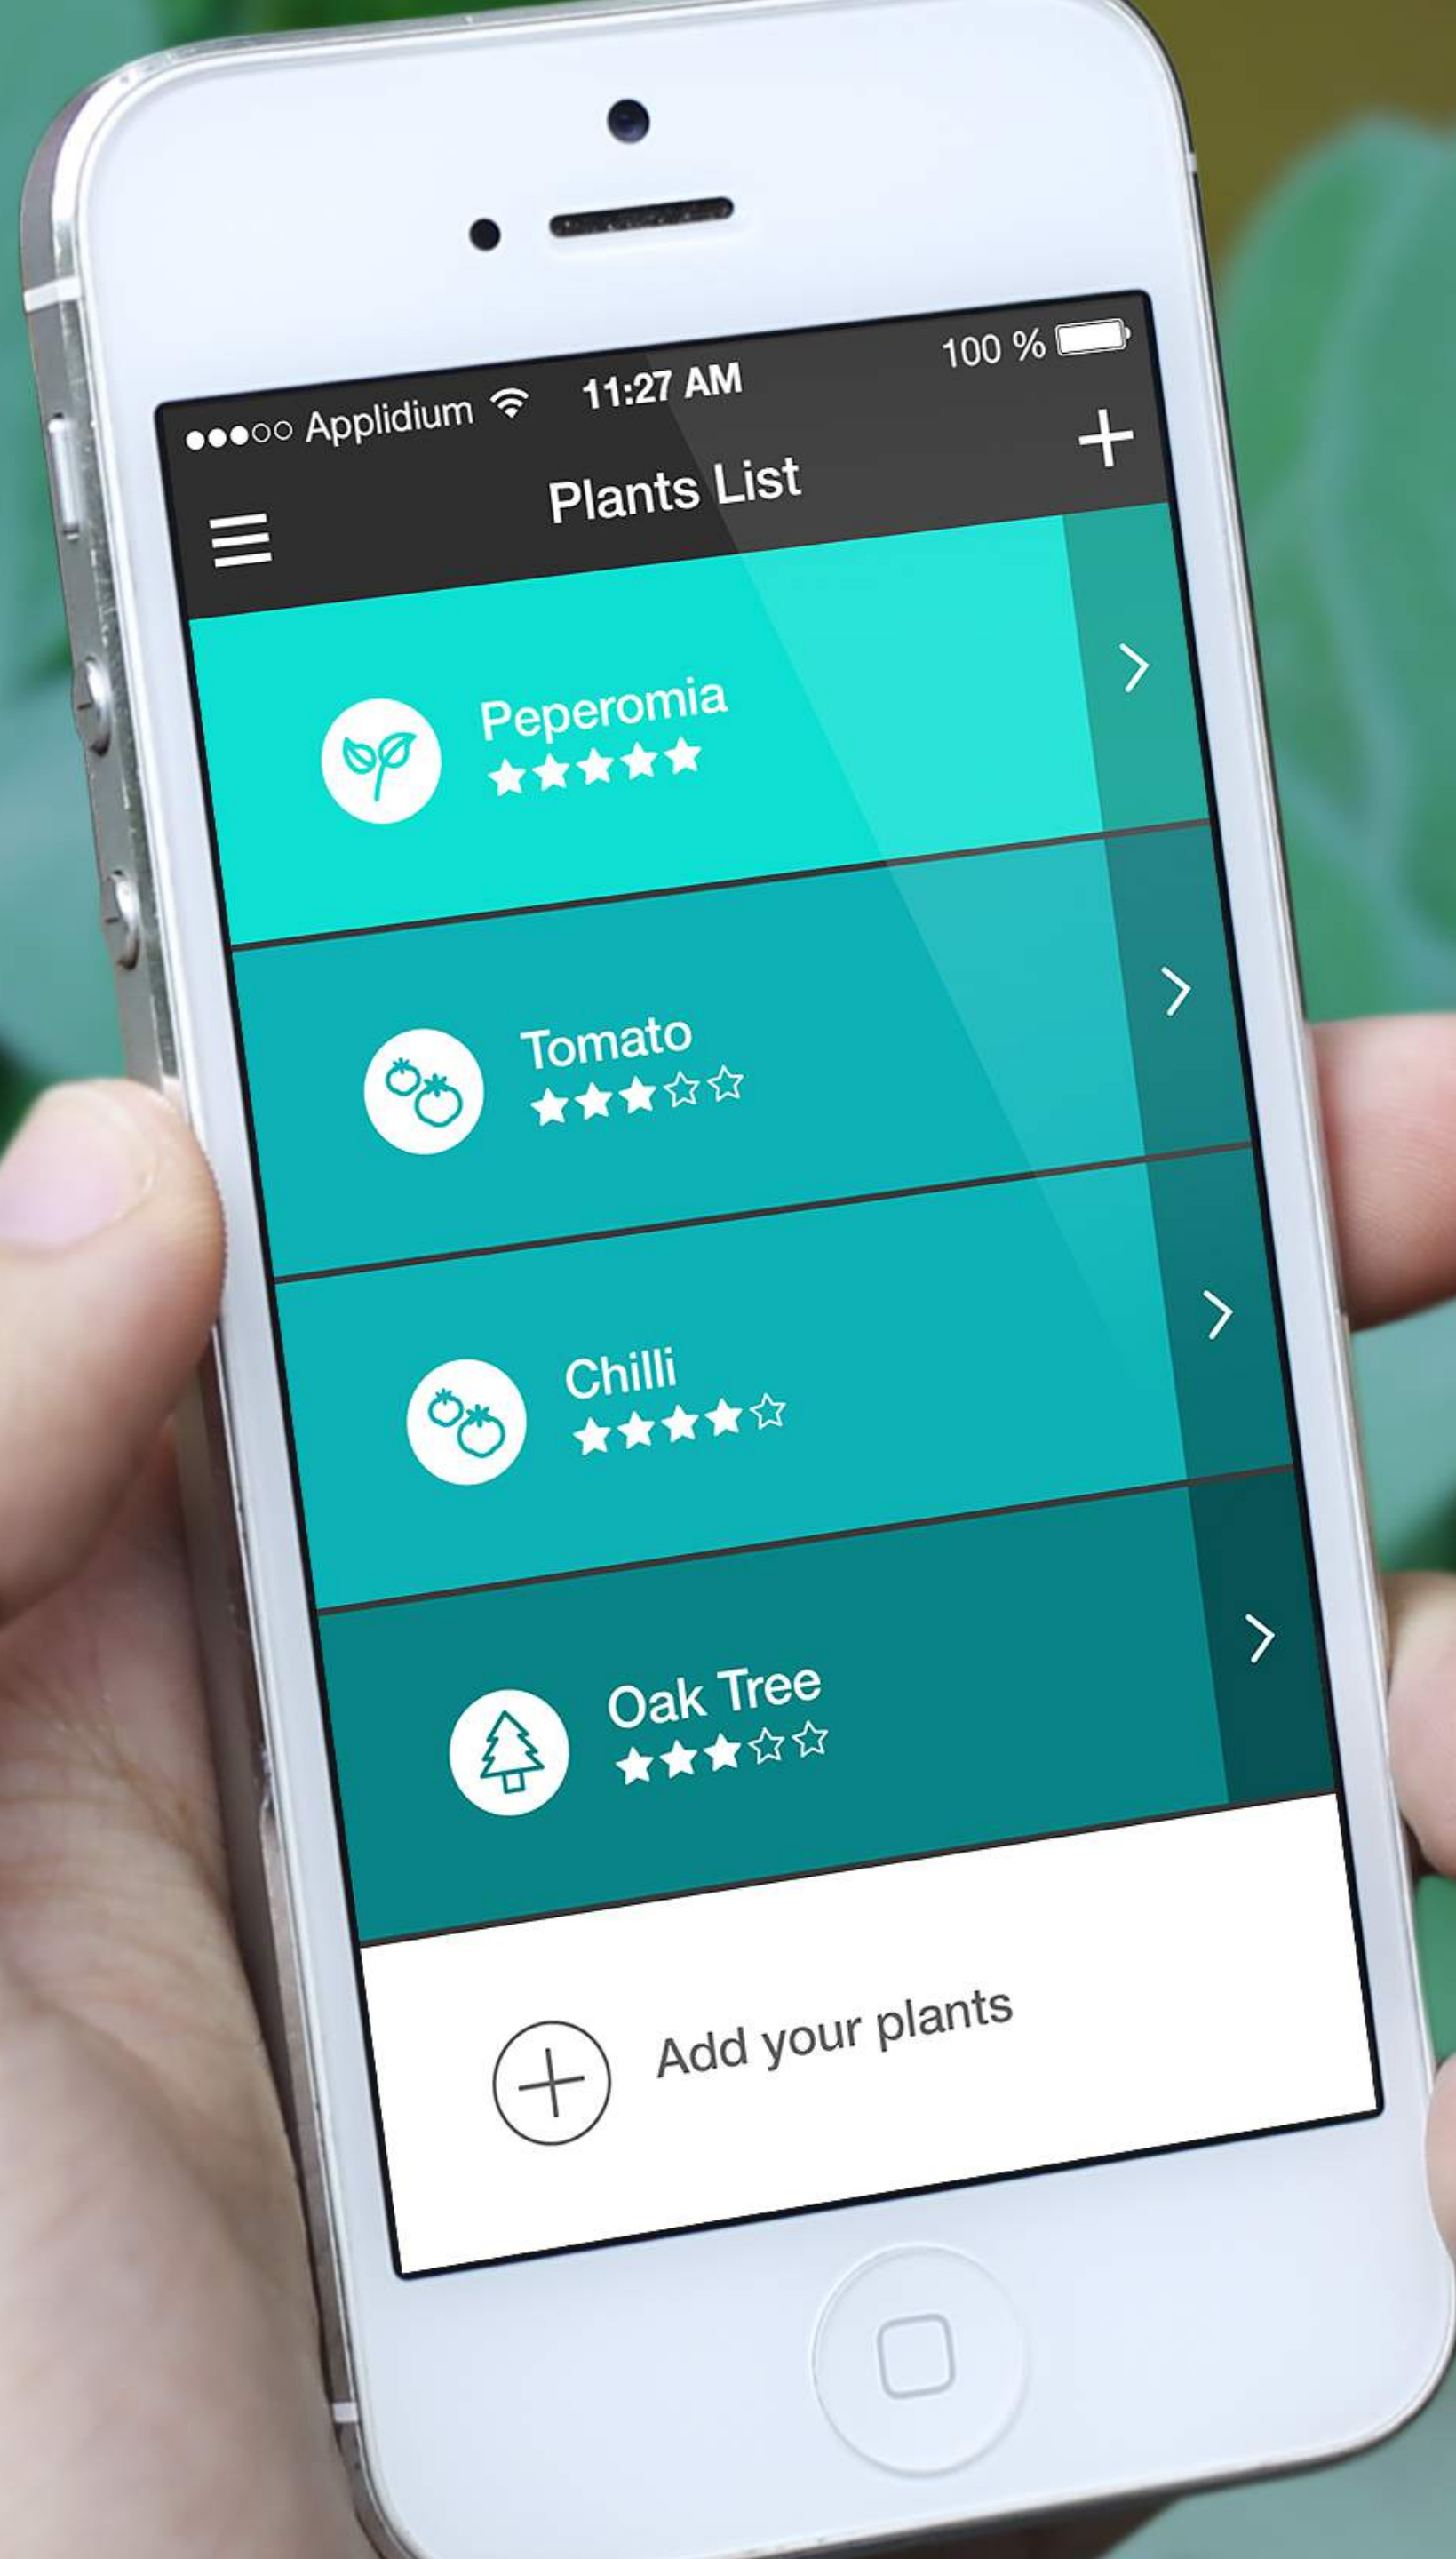 Applidium 11:27 AM 100 %
Plants List
Peperomia
Tomato
Chilli
Oak Tree
Add your plants